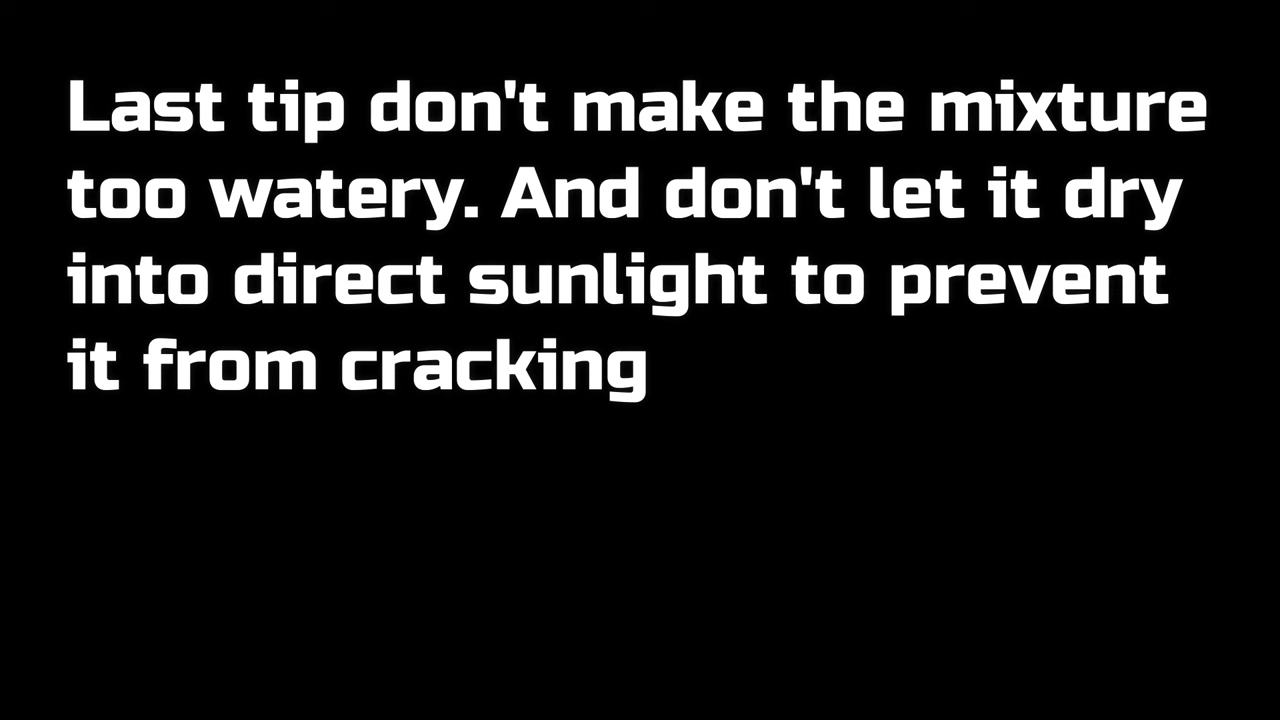 Last tip don't make the mixture
too watery. And don't let it dry
into direct sunlight to prevent
it from cracking